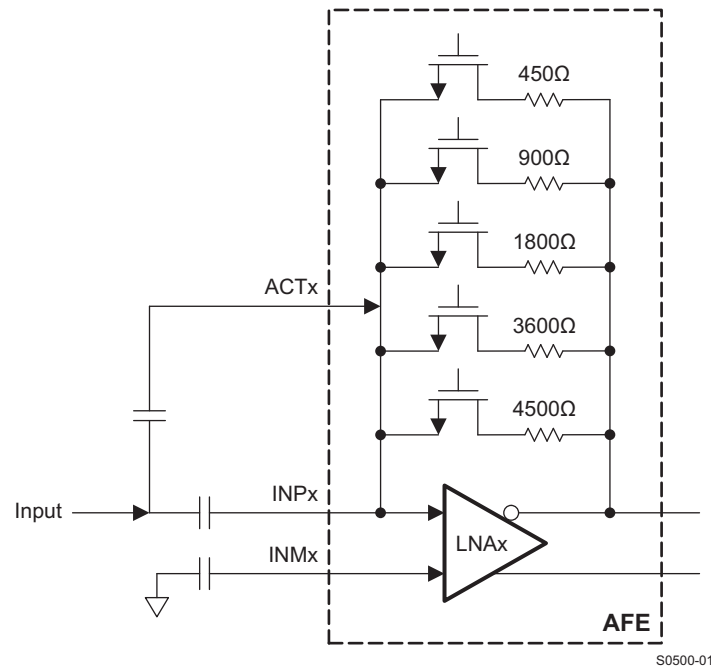 450Ω
900Ω
1800Ω
ACTx
3600Ω
4500Ω
Input
INPx
LNAx
INMx
AFE
S0500-01